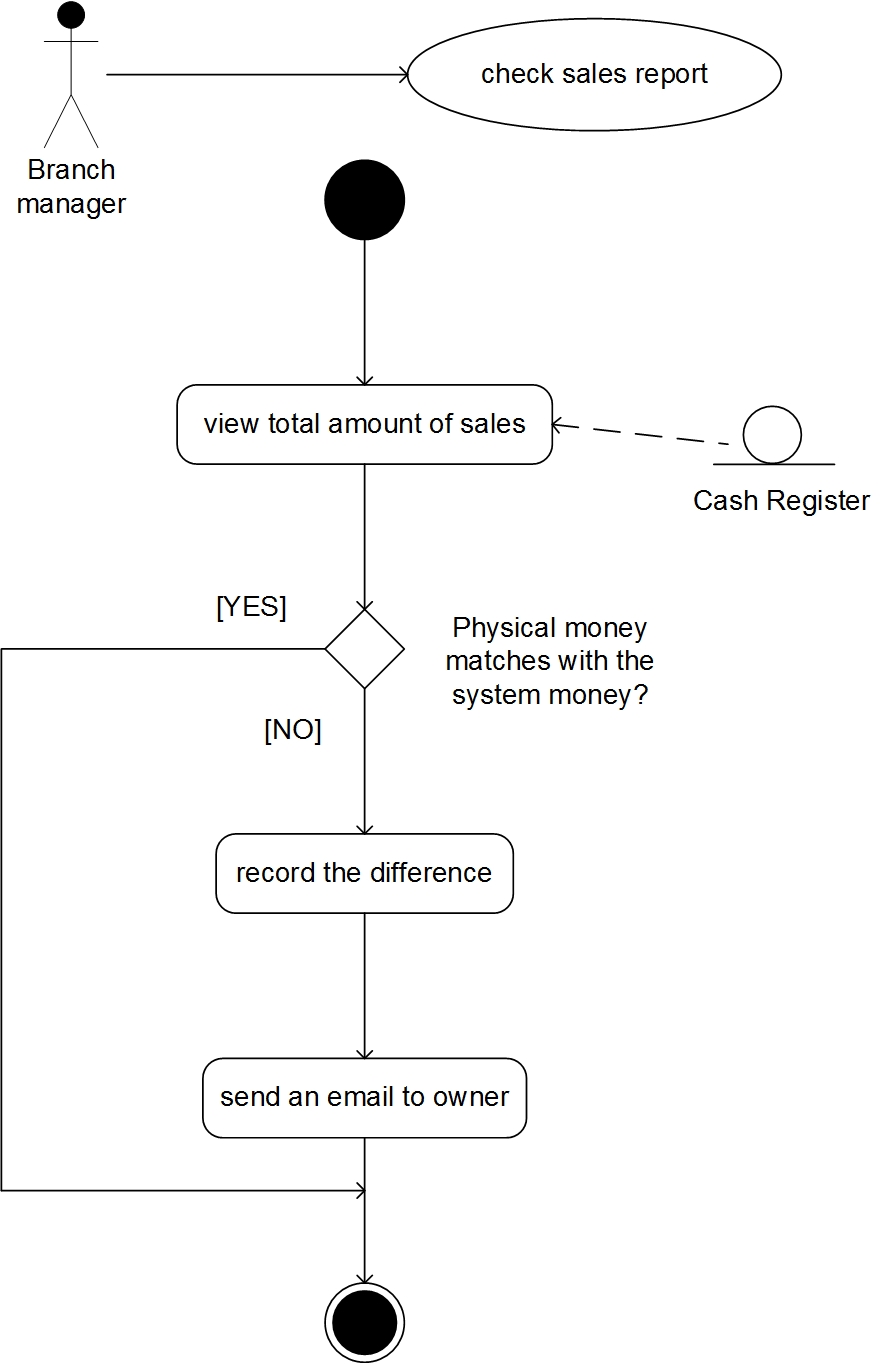 check sales report
Branch
manager
view total amount of sales
Cash Register
[YES]
Physical money
matches with the
system money?
[NO]
record the difference
send an email to owner